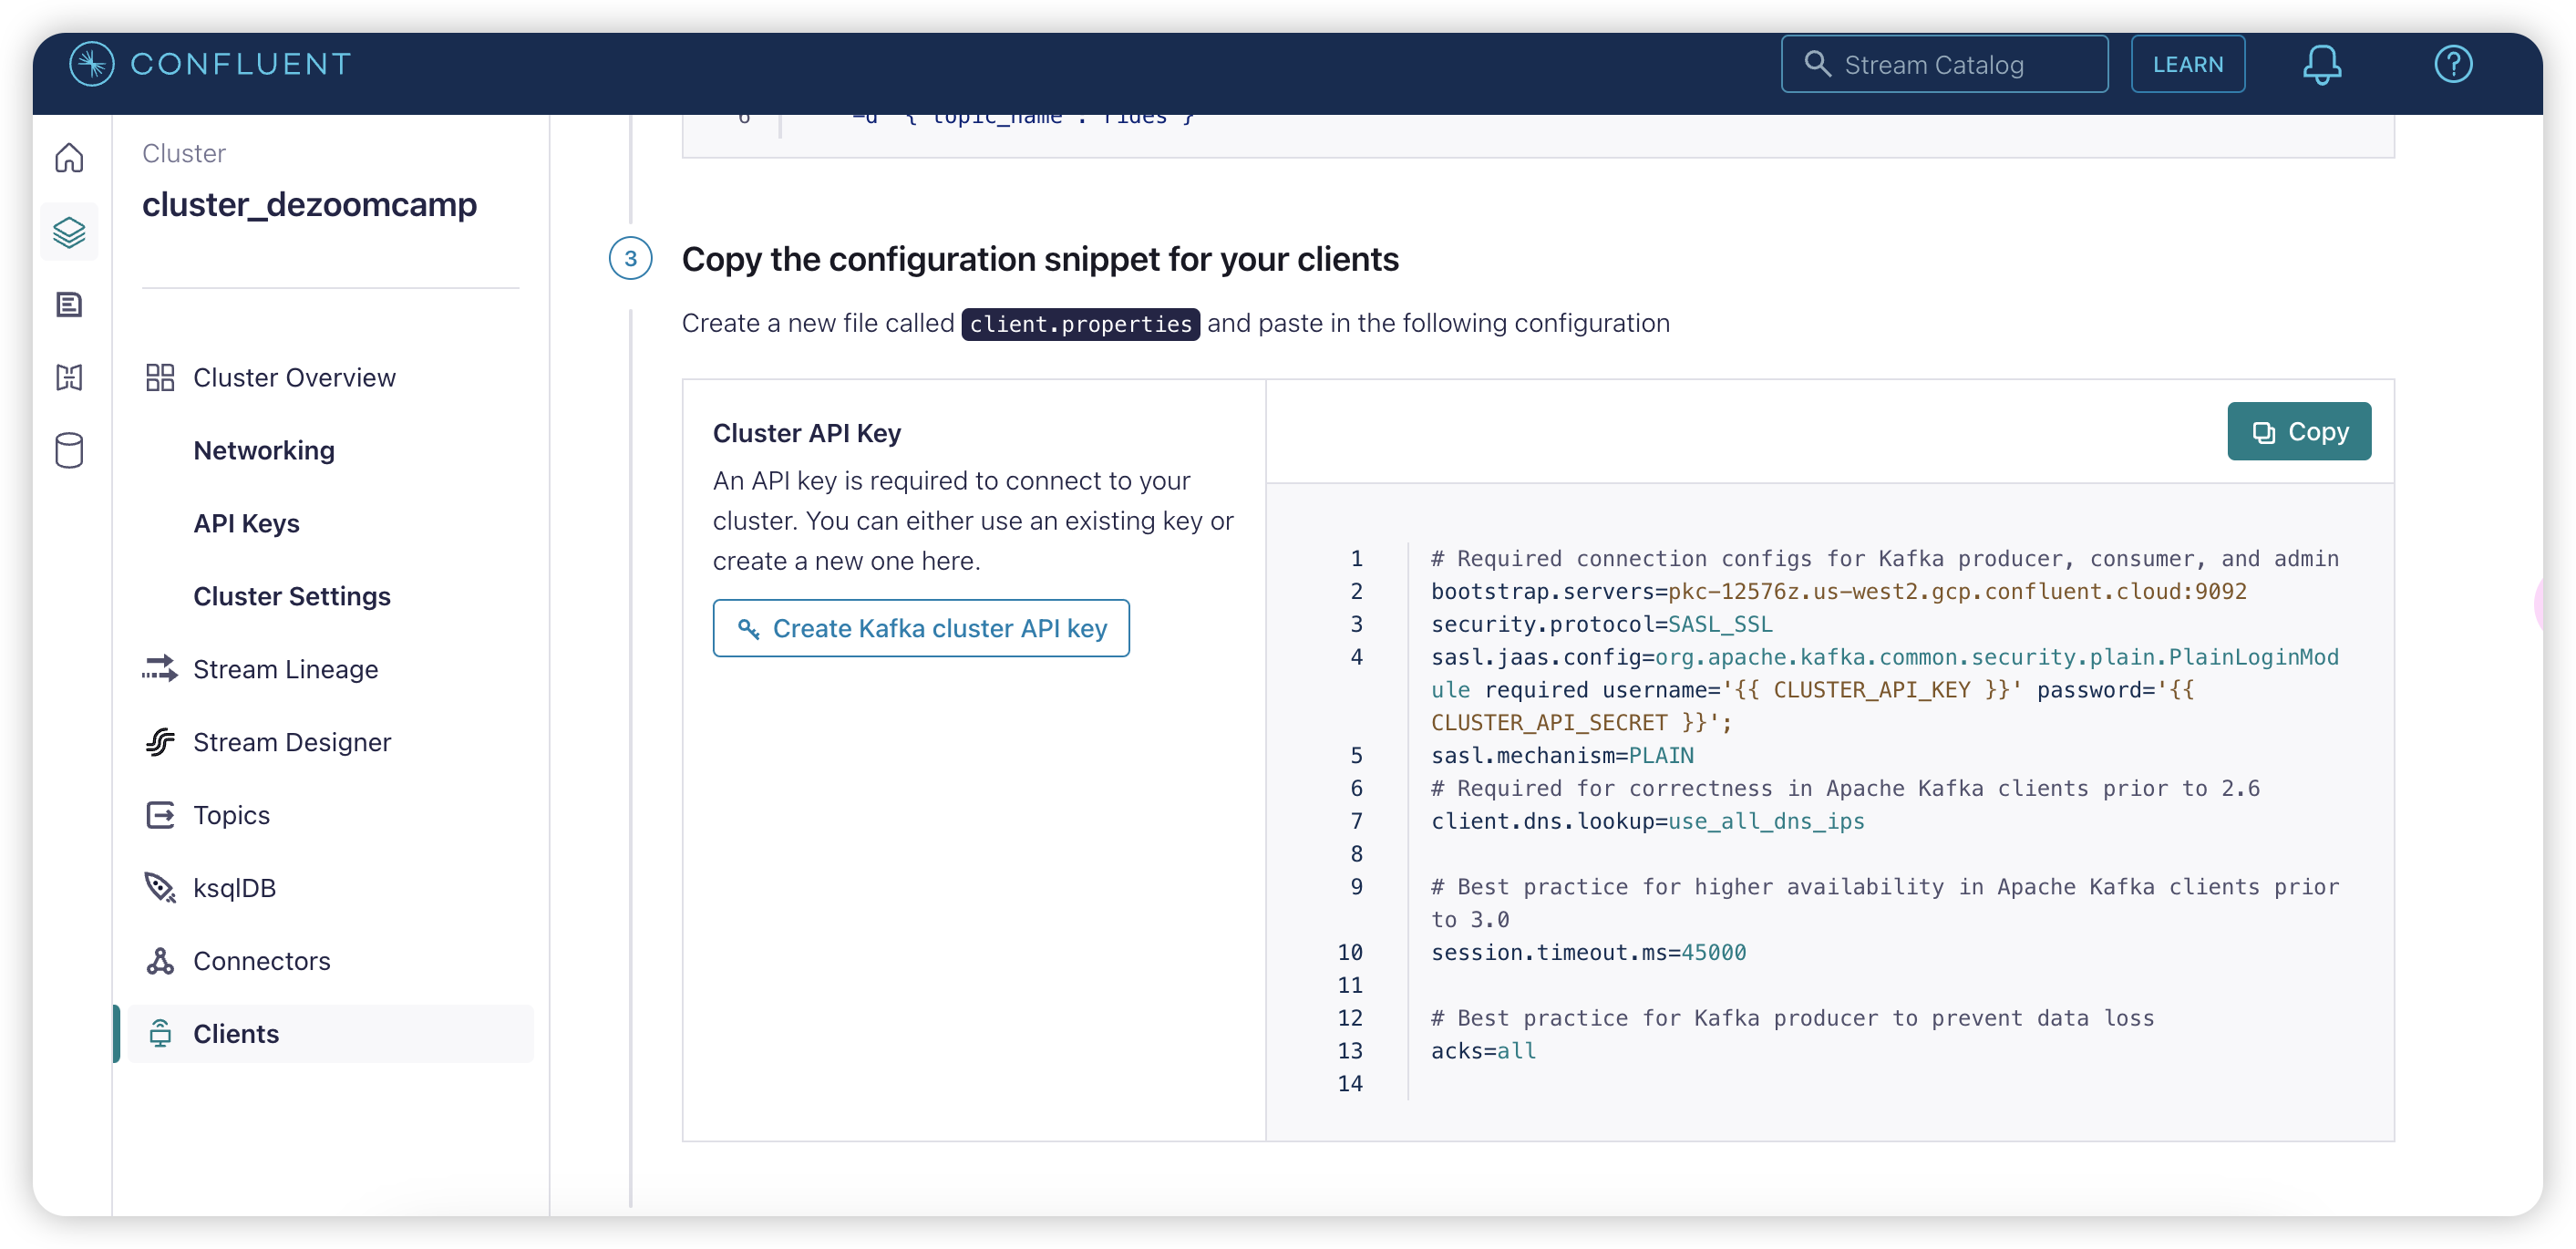 CONFLUENT
Stream Catalog
LEARN
Cluster
cluster_dezoomcamp
Cluster Overview
Networking
API Keys
Cluster Settings
Stream Lineage
Stream Designer
Topics
ksqlDB
Connectors
Clients
3
Copy the configuration snippet for your clients
Create a new file called client.properties and paste in the following configuration
Cluster API Key
An API key is required to connect to your
cluster. You can either use an existing key or
create a new one here.
Create Kafka cluster API key
Copy
1 # Required connection configs for Kafka producer, consumer, and admin
2 bootstrap.servers=pkc-12576z.us-west2.gcp.confluent.cloud:9092
3 security.protocol=SASL_SSL
4 sasl.jaas.config=org.apache.kafka.common.security.plain.PlainLoginMod
ule required username='{{ CLUSTER_API_KEY }}' password='{{
CLUSTER_API_SECRET }}';
5 sasl.mechanism=PLAIN
6 # Required for correctness in Apache Kafka clients prior to 2.6
7 client.dns.lookup=use_all_dns_ips
8
9 # Best practice for higher availability in Apache Kafka clients prior
to 3.0
10 session.timeout.ms=45000
11
12 # Best practice for Kafka producer to prevent data loss
13 acks=all
14